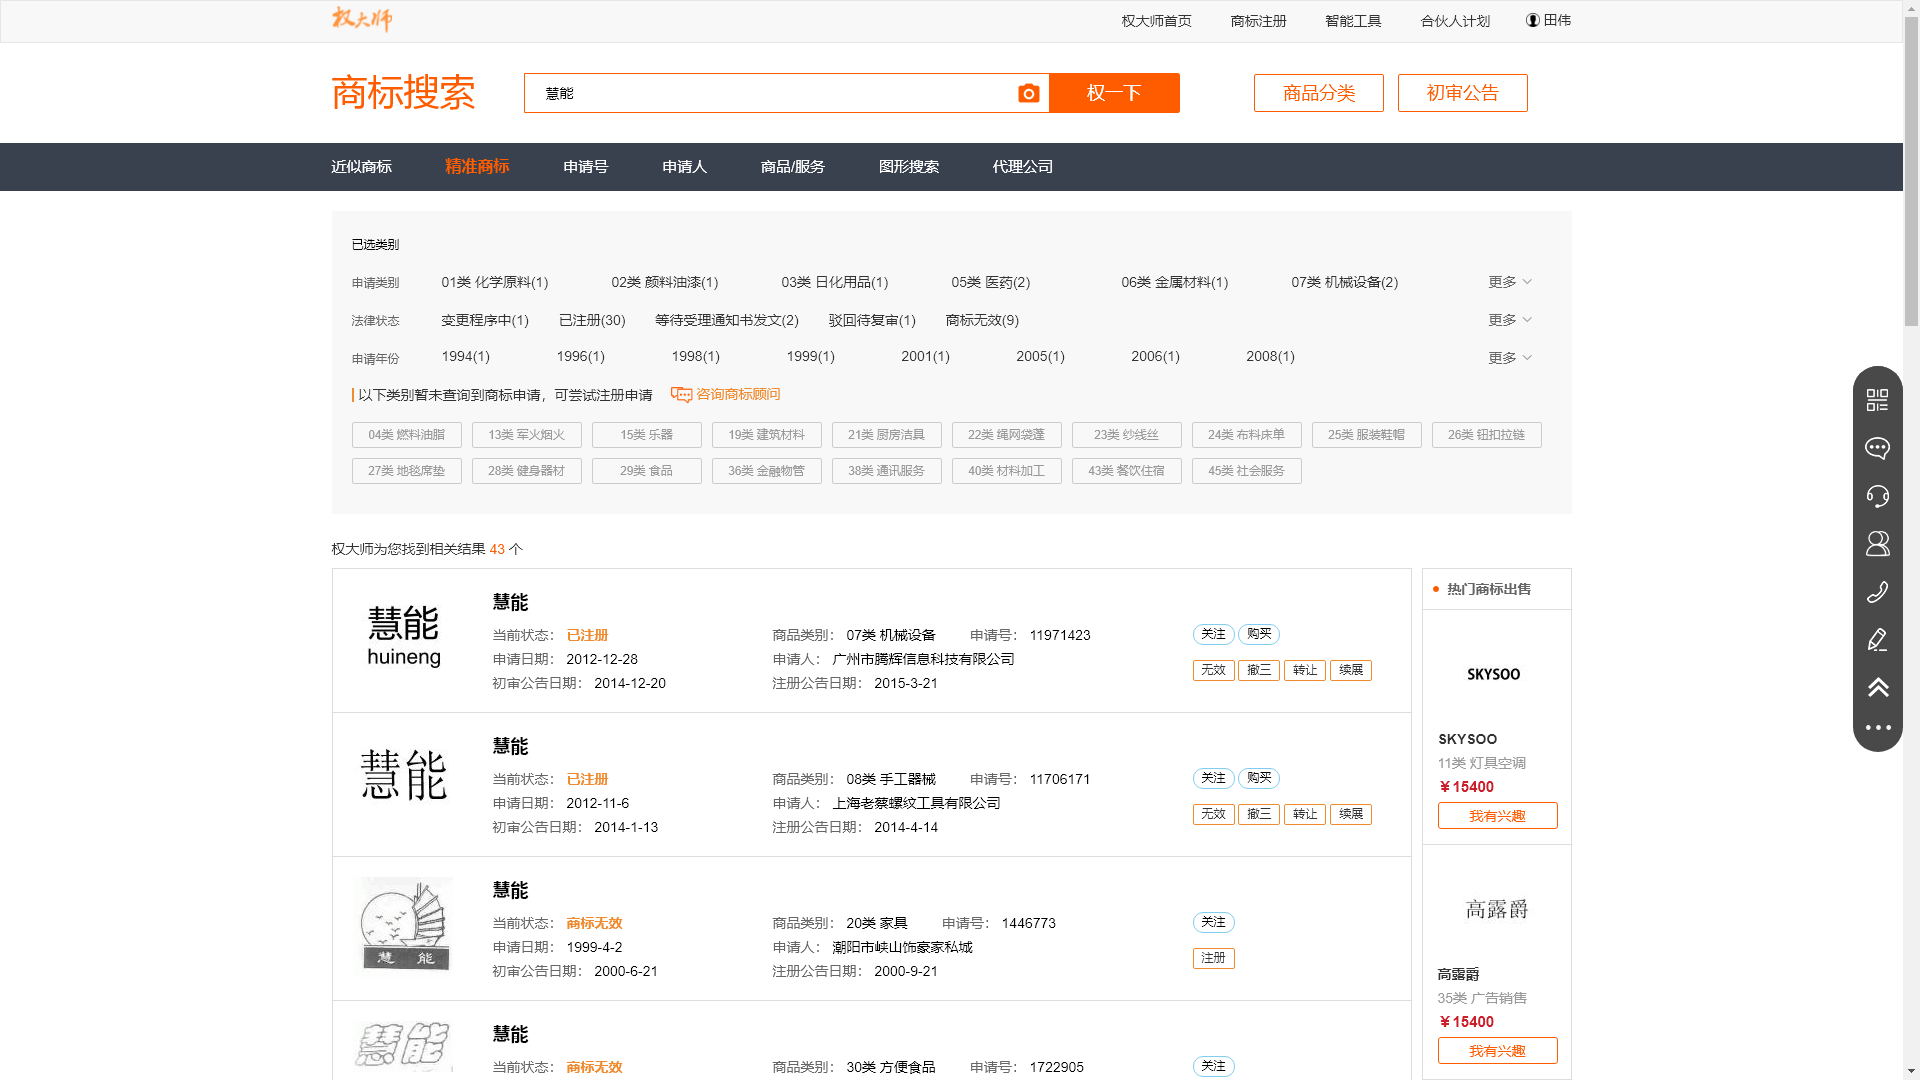 权大师 权大师首页 商标注册 智能工具 合伙人计划 田伟
商标搜索 慧能 权一下 商品分类 初审公告
近似商标 精准商标 申请号 申请人 商品/服务 图形搜索 代理公司
已选类别
申请类别 01类 化学原料(1) 02类 颜料油漆(1) 03类 日化用品(1) 05类 医药(2) 06类 金属材料(1) 07类 机械设备(2) 更多
法律状态 变更程序中(1) 已注册(30) 等待受理通知书发文(2) 驳回待复审(1) 商标无效(9) 更多
申请年份 1994(1) 1996(1) 1998(1) 1999(1) 2001(1) 2005(1) 2006(1) 2008(1) 更多
以下类别暂未查询到商标申请，可尝试注册申请 咨询商标顾问
04类 燃料油脂 13类 军火烟火 15类 乐器 19类 建筑材料 21类 厨房洁具 22类 绳网袋篷 23类 纱线丝 24类 布料床单 25类 服装鞋帽 26类 钮扣拉链
27类 地毯席垫 28类 健身器材 29类 食品 36类 金融物管 38类 通讯服务 40类 材料加工 43类 餐饮住宿 45类 社会服务
权大师为您找到相关结果 43 个
慧能
huineng
慧能
当前状态： 已注册 商品类别： 07类 机械设备 申请号： 11971423 关注 购买
申请日期： 2012-12-28 申请人： 广州市腾辉信息科技有限公司 无效 撤三 转让 续展
初审公告日期： 2014-12-20 注册公告日期： 2015-3-21
慧能
慧能
当前状态： 已注册 商品类别： 08类 手工器械 申请号： 11706171 关注 购买
申请日期： 2012-11-6 申请人： 上海老蔡螺纹工具有限公司 无效 撤三 转让 续展
初审公告日期： 2014-1-13 注册公告日期： 2014-4-14
慧能
慧能
当前状态： 商标无效 商品类别： 20类 家具 申请号： 1446773 关注
申请日期： 1999-4-2 申请人： 潮阳市峡山饰豪家私城 注册
初审公告日期： 2000-6-21 注册公告日期： 2000-9-21
慧能
慧能
当前状态： 商标无效 商品类别： 30类 方便食品 申请号： 1722905 关注
热门商标出售
SKYSOO
SKYSOO
11类 灯具空调
￥15400
我有兴趣
高露爵
高露爵
35类 广告销售
￥15400
我有兴趣